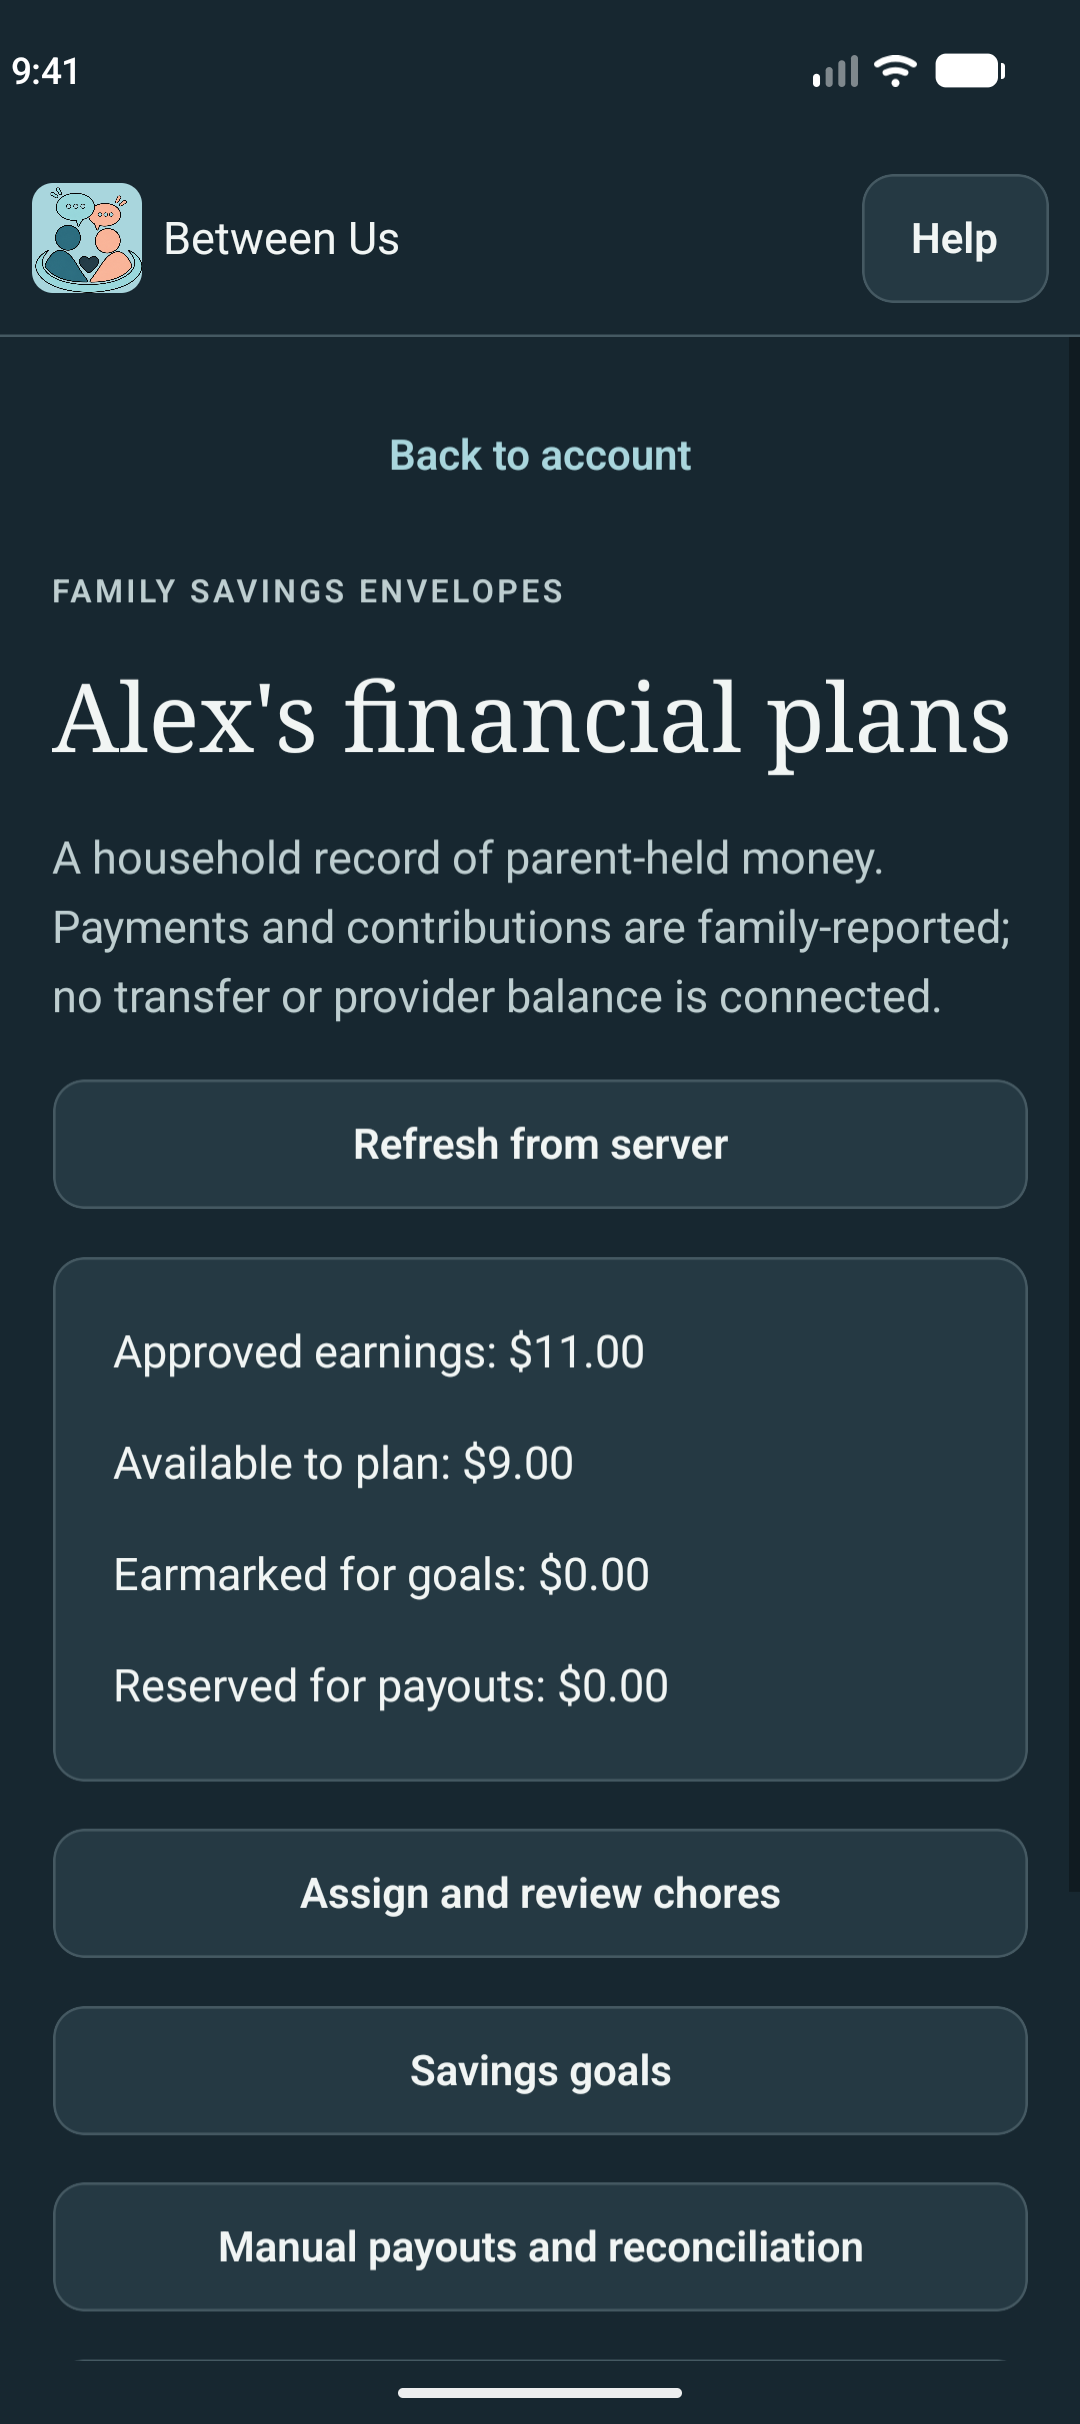 9:41
Between Us
Help
Back to account
FAMILY SAVINGS ENVELOPES
Alex's financial plans
A household record of parent-held money.
Payments and contributions are family-reported;
no transfer or provider balance is connected.
Refresh from server
Approved earnings: $11.00
Available to plan: $9.00
Earmarked for goals: $0.00
Reserved for payouts: $0.00
Assign and review chores
Savings goals
Manual payouts and reconciliation